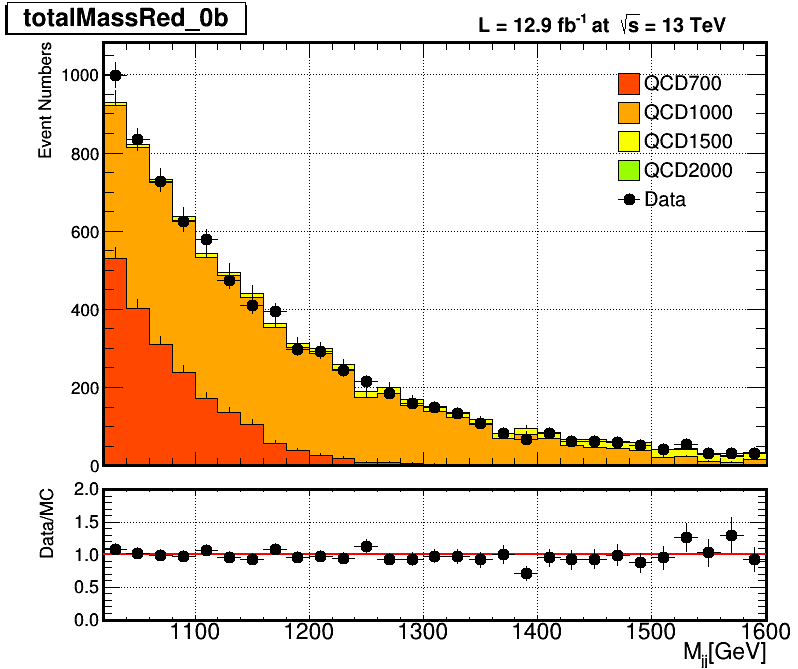 totalMassRed_0b
L = 12.9 fb⁻¹ at √s = 13 TeV
Event Numbers
1000
800
600
400
200
0
QCD700
QCD1000
QCD1500
QCD2000
Data
Data/MC
2.0
1.5
1.0
0.5
0.0
1100 1200 1300 1400 1500 1600
M_jj[GeV]